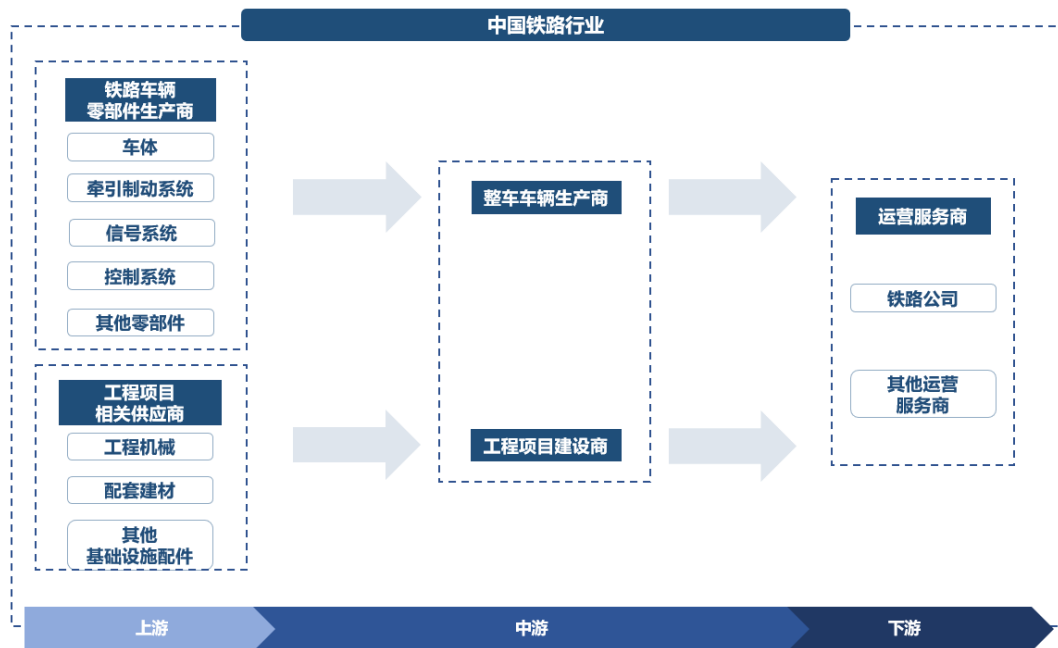 中国铁路行业
铁路车辆
零部件生产商
车体
牵引制动系统
信号系统
控制系统
其他零部件
工程项目
相关供应商
工程机械
配套建材
其他
基础设施配件
整车车辆生产商
工程项目建设商
运营服务商
铁路公司
其他运营
服务商
上游
中游
下游